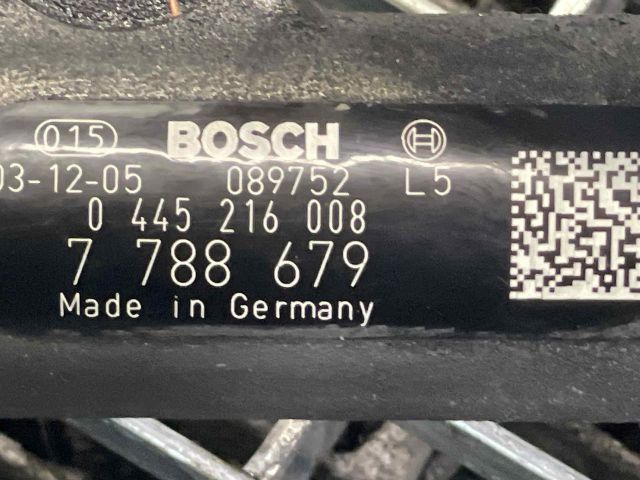 015 BOSCH
03-12-05 089752 L5
0 445 216 008
7 788 679
Made in Germany